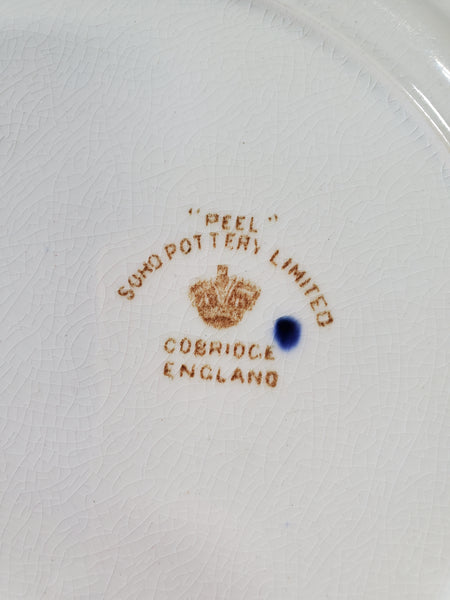 "PEEL"
SOHO POTTERY LIMITED
COBRIDGE
ENGLAND